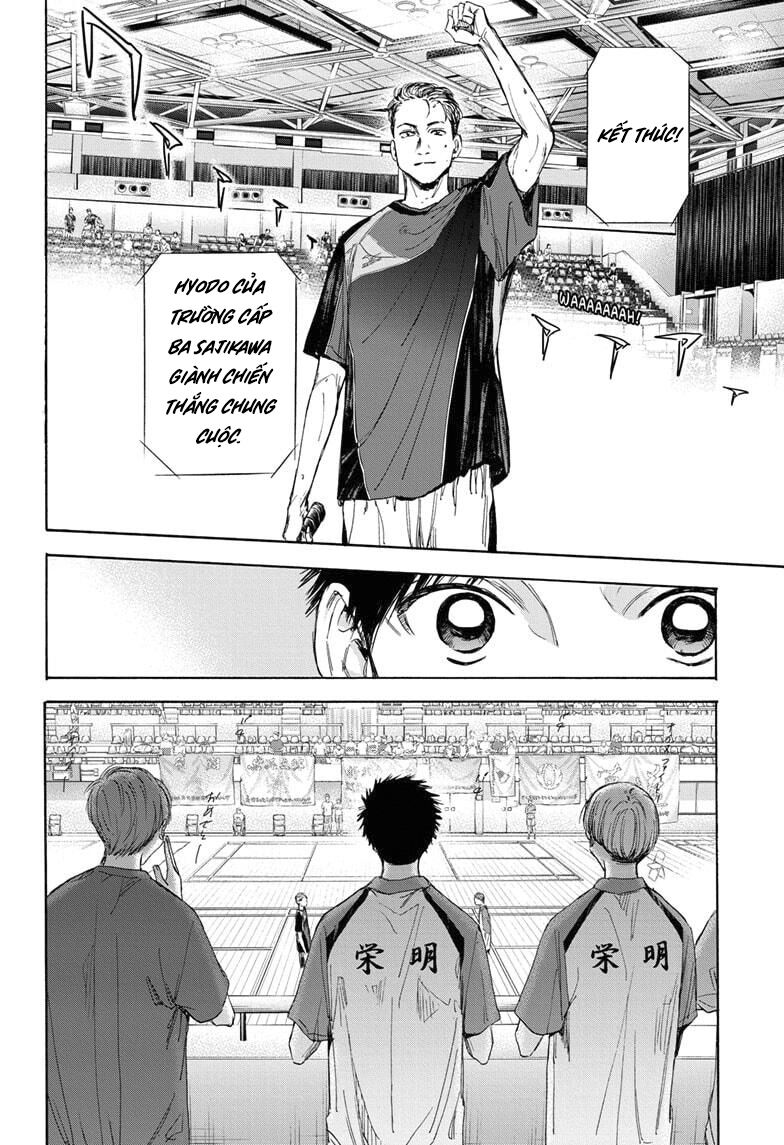 KẾT THÚC!
HYODO CỦA
TRƯỜNG CẤP
BA SAJIKAWA
GIÀNH CHIẾN
THẮNG CHUNG
CUỘC.
WAAAAAAAH!
栄明
栄明